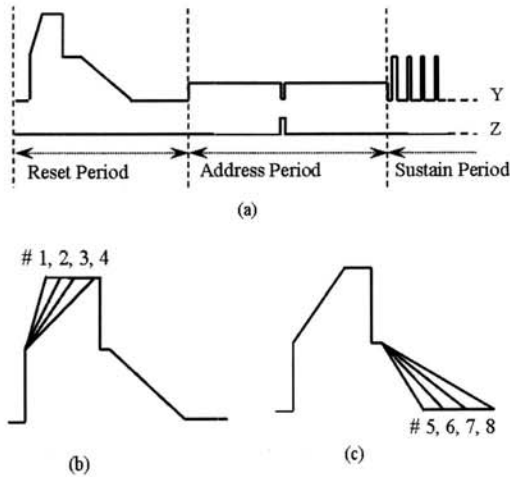 Y
Z
Reset Period Address Period Sustain Period
(a)
# 1, 2, 3, 4
# 5, 6, 7, 8
(b) (c)